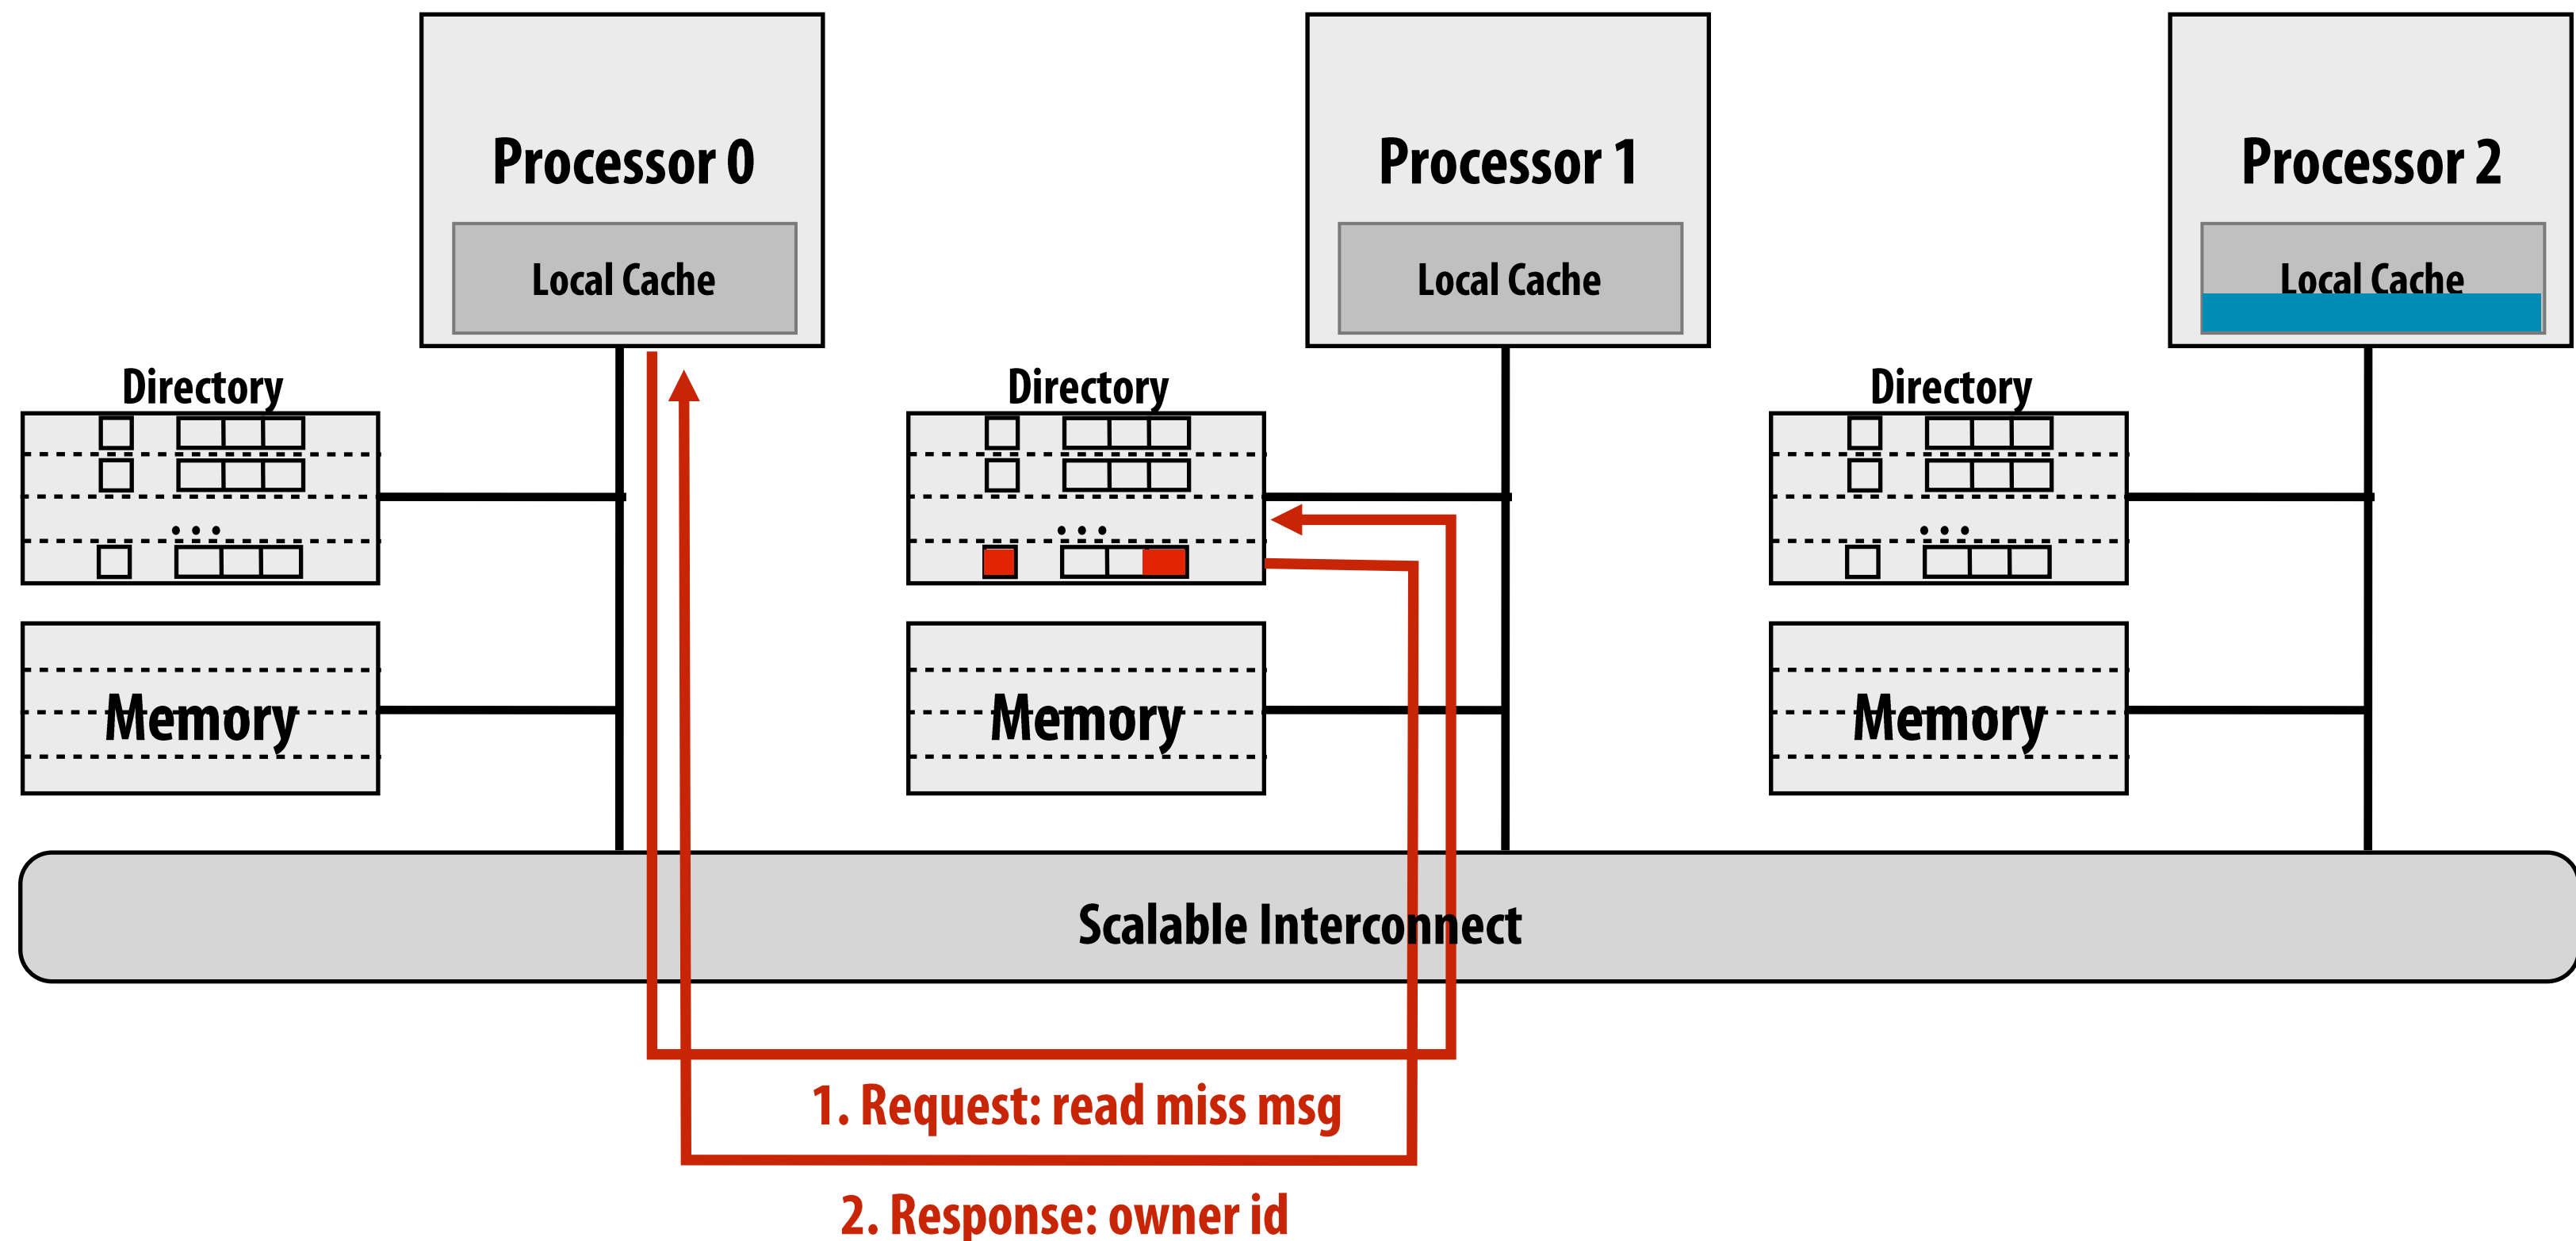 Processor 0
Processor 1
Processor 2
Local Cache
Local Cache
Local Cache
Directory
Directory
Directory
...
...
...
Memory
Memory
Memory
Scalable Interconnect
1. Request: read miss msg
2. Response: owner id